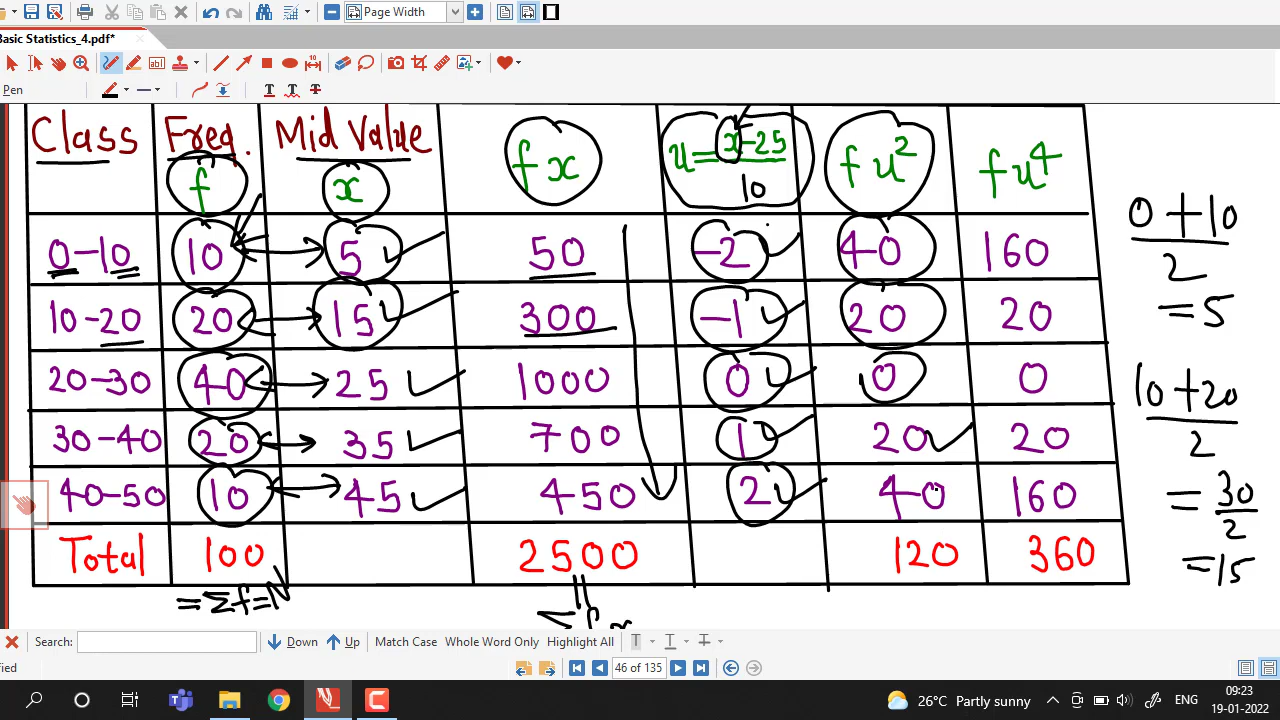 Page Width
Basic Statistics_4.pdf*
Pen
Class Freq. Mid Value f x u = x-25 / 10 f u² f u⁴
f x
0-10 10 5 50 -2 40 160
10-20 20 15 300 -1 20 20
20-30 40 25 1000 0 0 0
30-40 20 35 700 1 20 20
40-50 10 45 450 2 40 160
Total 100 2500 120 360
= Σf = N
0+10
2
= 5
10+20
2
= 30
2
= 15
Search: Down Up Match Case Whole Word Only Highlight All T T T
46 of 135
26°C Partly sunny ENG 09:23
19-01-2022